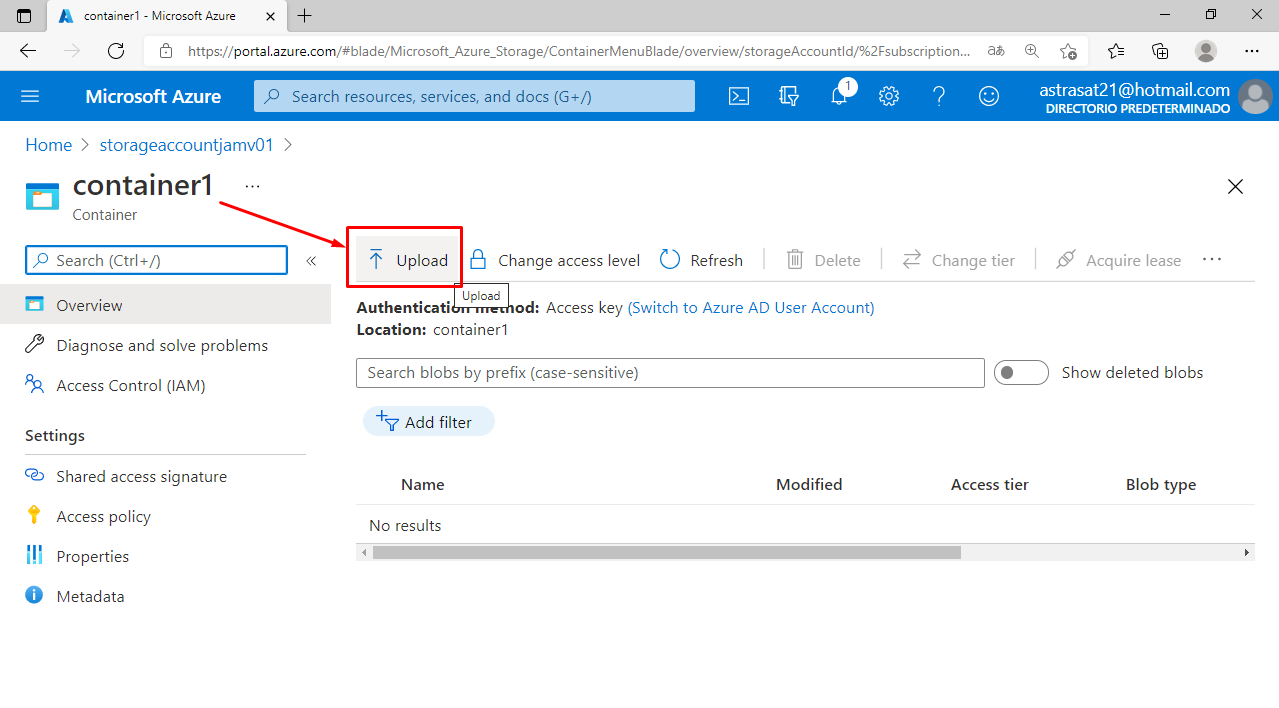 container1 - Microsoft Azure
https://portal.azure.com/#blade/Microsoft_Azure_Storage/ContainerMenuBlade/overview/storageAccountId/%2Fsubscription...
aあ
Microsoft Azure
Search resources, services, and docs (G+/)
1
astrasat21@hotmail.com
DIRECTORIO PREDETERMINADO
Home > storageaccountjamv01 >
container1 ...
Container
Search (Ctrl+/)
«
Upload
Change access level
Refresh
Delete
Change tier
Acquire lease
...
Upload
Overview
Diagnose and solve problems
Access Control (IAM)
Settings
Shared access signature
Access policy
Properties
Metadata
Authentication method: Access key (Switch to Azure AD User Account)
Location: container1
Search blobs by prefix (case-sensitive)
Show deleted blobs
Add filter
Name Modified Access tier Blob type
No results